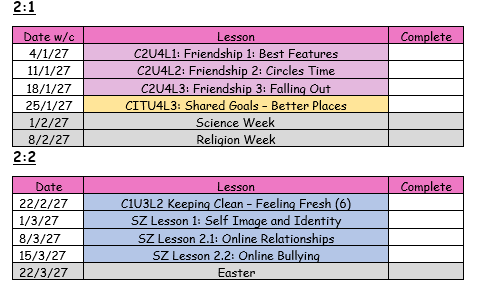 2:1
Date w/c Lesson Complete
4/1/27 C2U4L1: Friendship 1: Best Features
11/1/27 C2U4L2: Friendship 2: Circles Time
18/1/27 C2U4L3: Friendship 3: Falling Out
25/1/27 CITU4L3: Shared Goals – Better Places
1/2/27 Science Week
8/2/27 Religion Week
2:2
Date Lesson Complete
22/2/27 C1U3L2 Keeping Clean – Feeling Fresh (6)
1/3/27 SZ Lesson 1: Self Image and Identity
8/3/27 SZ Lesson 2.1: Online Relationships
15/3/27 SZ Lesson 2.2: Online Bullying
22/3/27 Easter